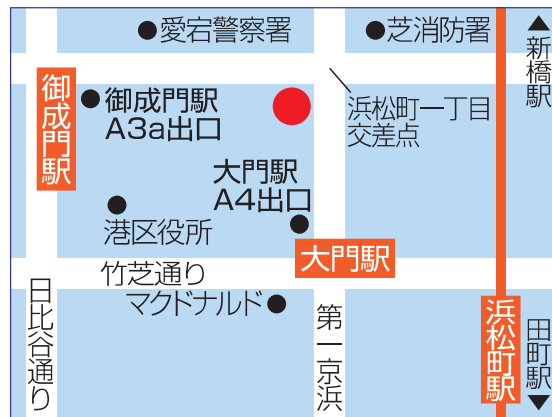 ●愛宕警察署
●芝消防署
▲
新橋駅
御成門駅
●御成門駅
A3a出口
浜松町一丁目
交差点
大門駅
A4出口
港区役所
大門駅
竹芝通り
マクドナルド●
日比谷通り
第一京浜
浜松町駅
田町駅
▼